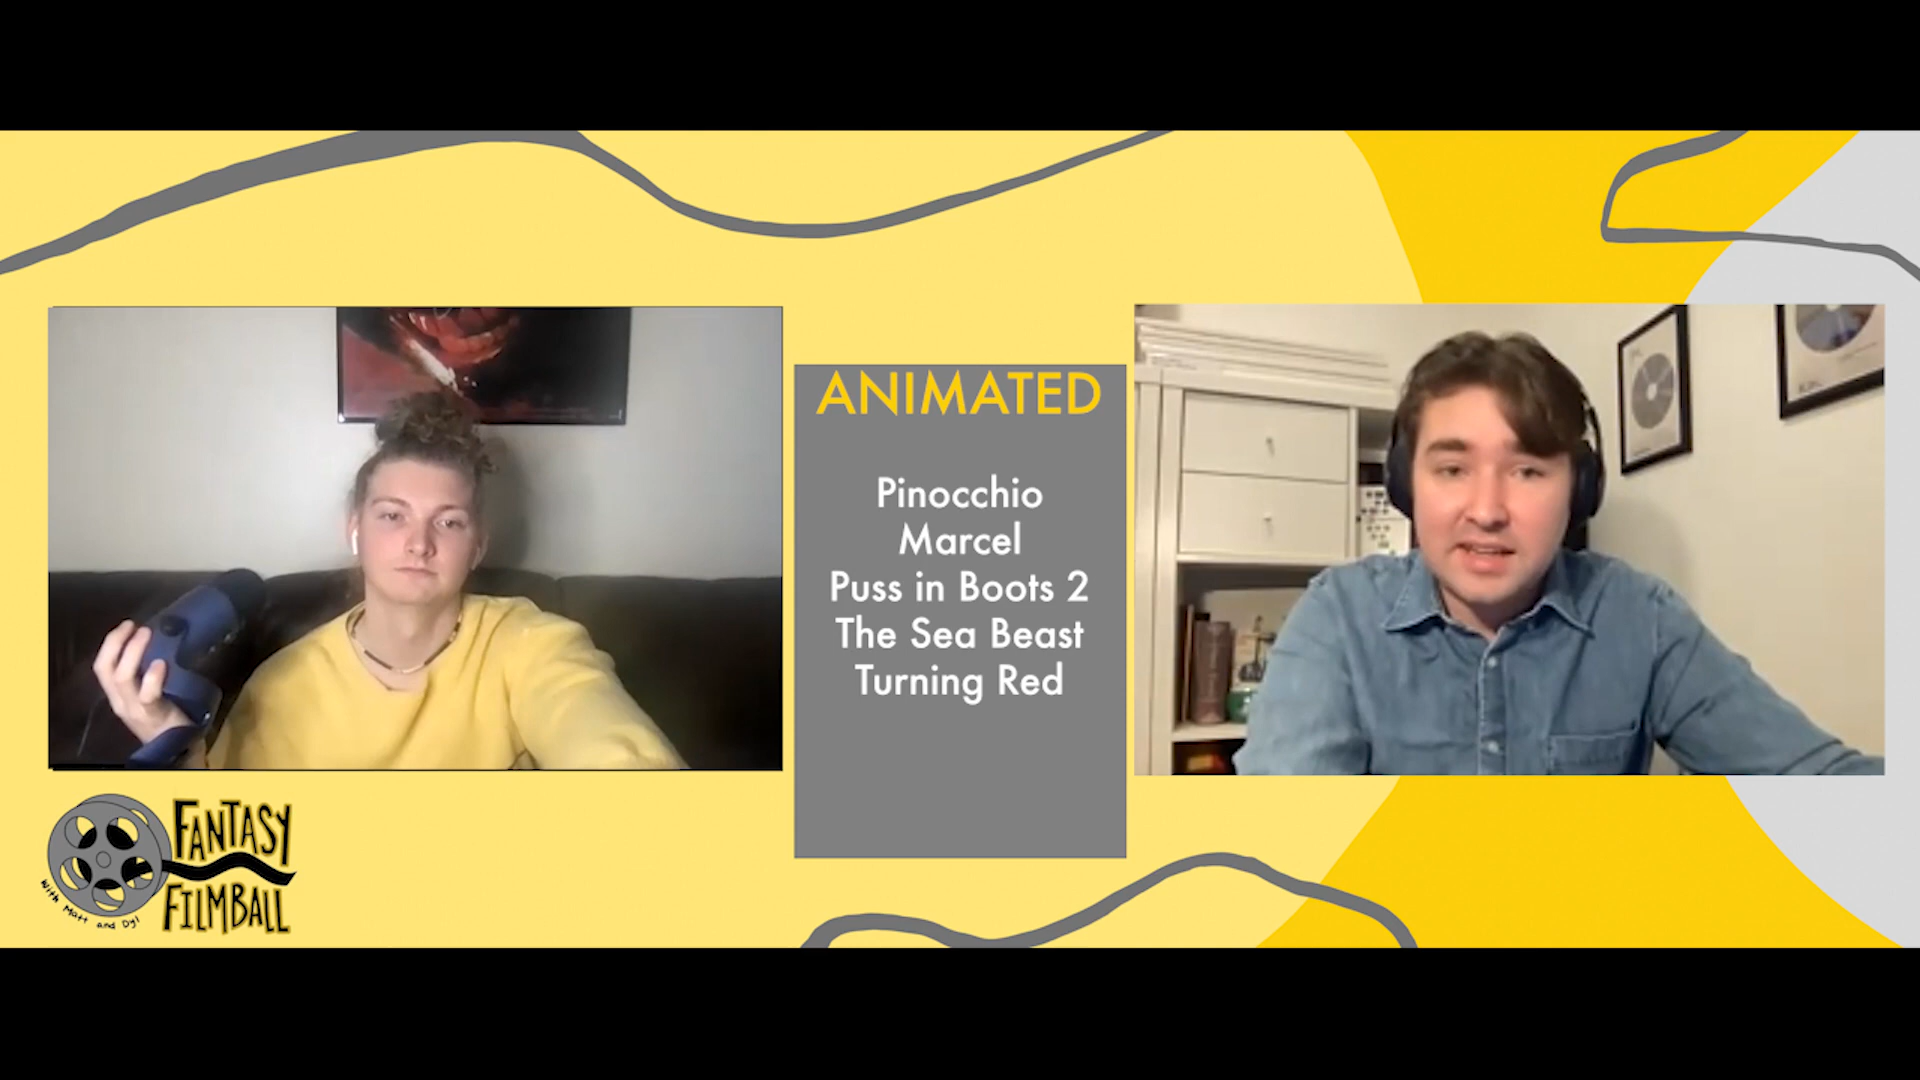 ANIMATED
Pinocchio
Marcel
Puss in Boots 2
The Sea Beast
Turning Red
FANTASY
FILMBALL
With Matt and Dyl